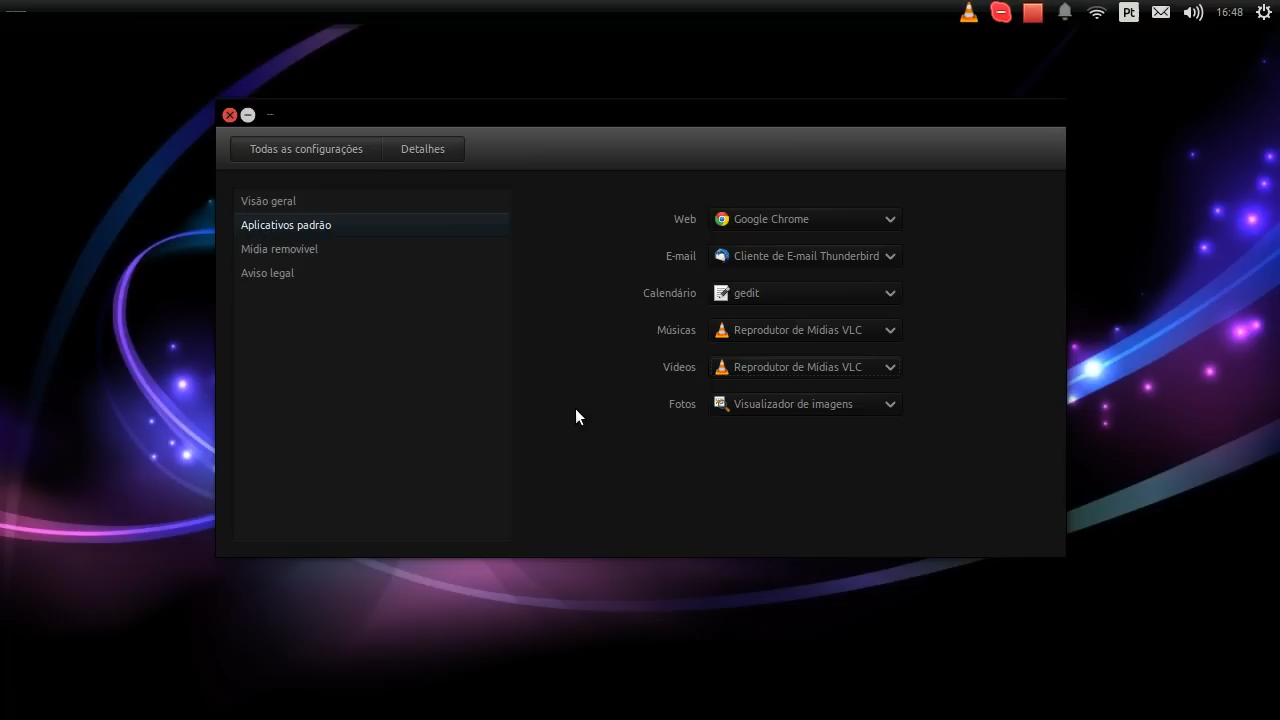 Pt
16:48
Todas as configurações
Detalhes
Visão geral
Aplicativos padrão
Mídia removível
Aviso legal
Web
Google Chrome
E-mail
Cliente de E-mail Thunderbird
Calendário
gedit
Músicas
Reprodutor de Mídias VLC
Vídeos
Reprodutor de Mídias VLC
Fotos
Visualizador de imagens